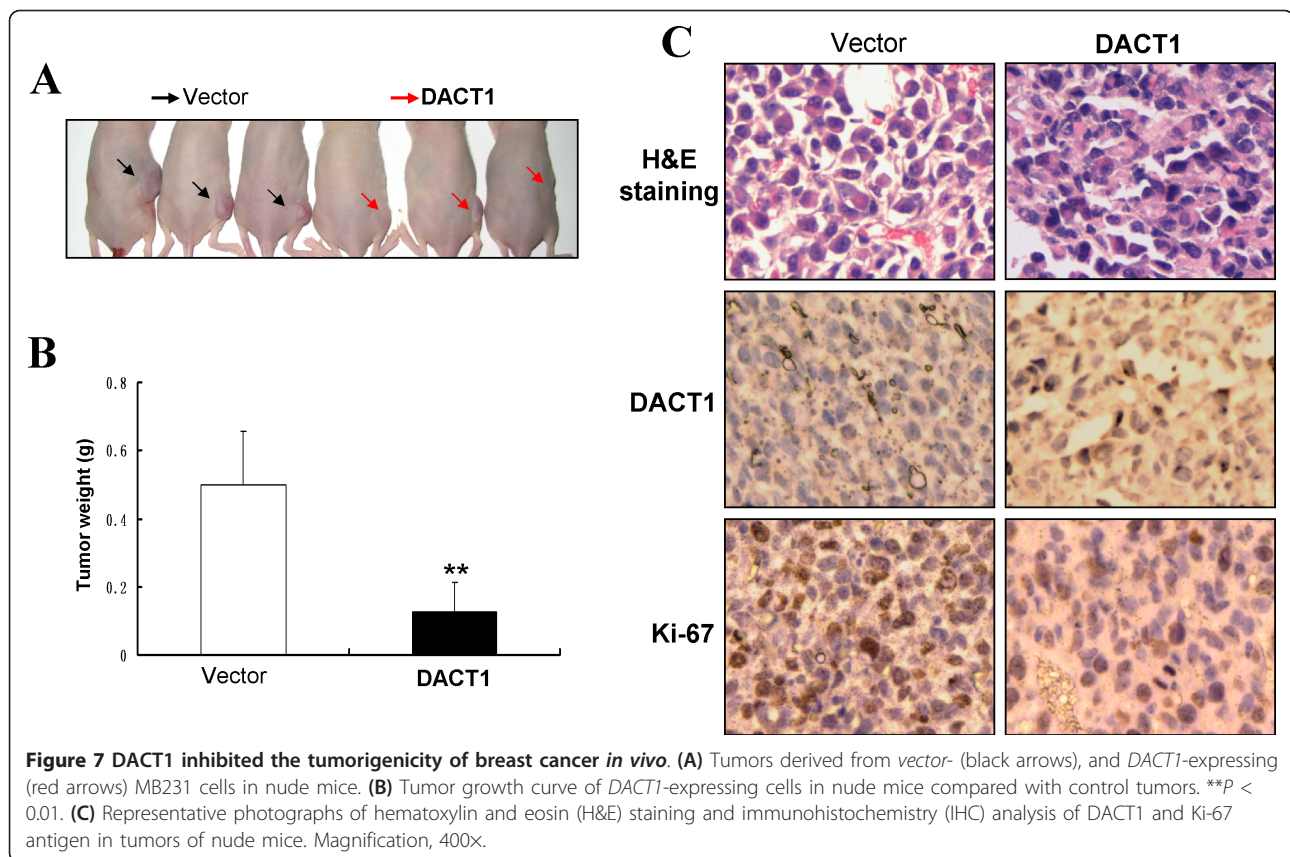 A
Vector
DACT1
B
0.8
0.6
0.4
0.2
0
Tumor weight (g)
**
Vector
DACT1
C
Vector
DACT1
H&E
staining
DACT1
Ki-67
Figure 7 DACT1 inhibited the tumorigenicity of breast cancer in vivo. (A) Tumors derived from vector- (black arrows), and DACT1-expressing
(red arrows) MB231 cells in nude mice. (B) Tumor growth curve of DACT1-expressing cells in nude mice compared with control tumors. **P <
0.01. (C) Representative photographs of hematoxylin and eosin (H&E) staining and immunohistochemistry (IHC) analysis of DACT1 and Ki-67
antigen in tumors of nude mice. Magnification, 400×.